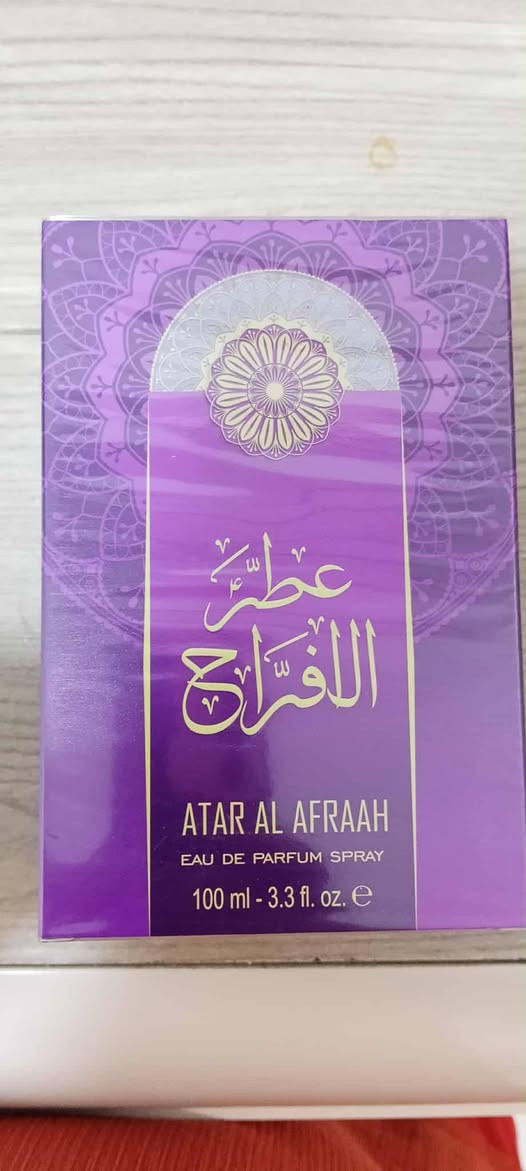 عطر
الافراح
ATAR AL AFRAAH
EAU DE PARFUM SPRAY
100 ml - 3.3 fl. oz. ℮